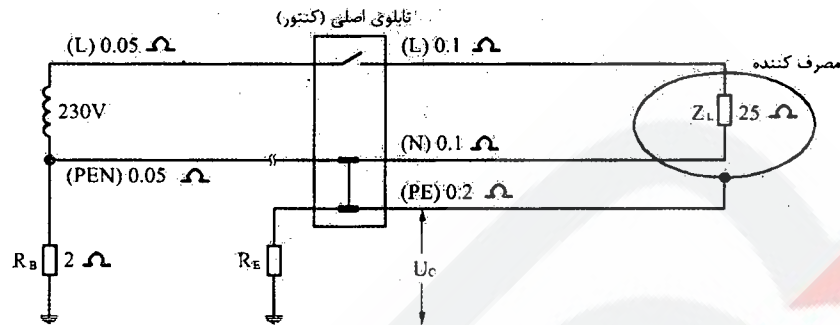 تابلوی اصلی (کنتور)
(L) 0.05 Ω
(L) 0.1 Ω
مصرف کننده
230V
Z_L 25 Ω
(N) 0.1 Ω
(PEN) 0.05 Ω
(PE) 0.2 Ω
R_B 2 Ω
R_E
U_c